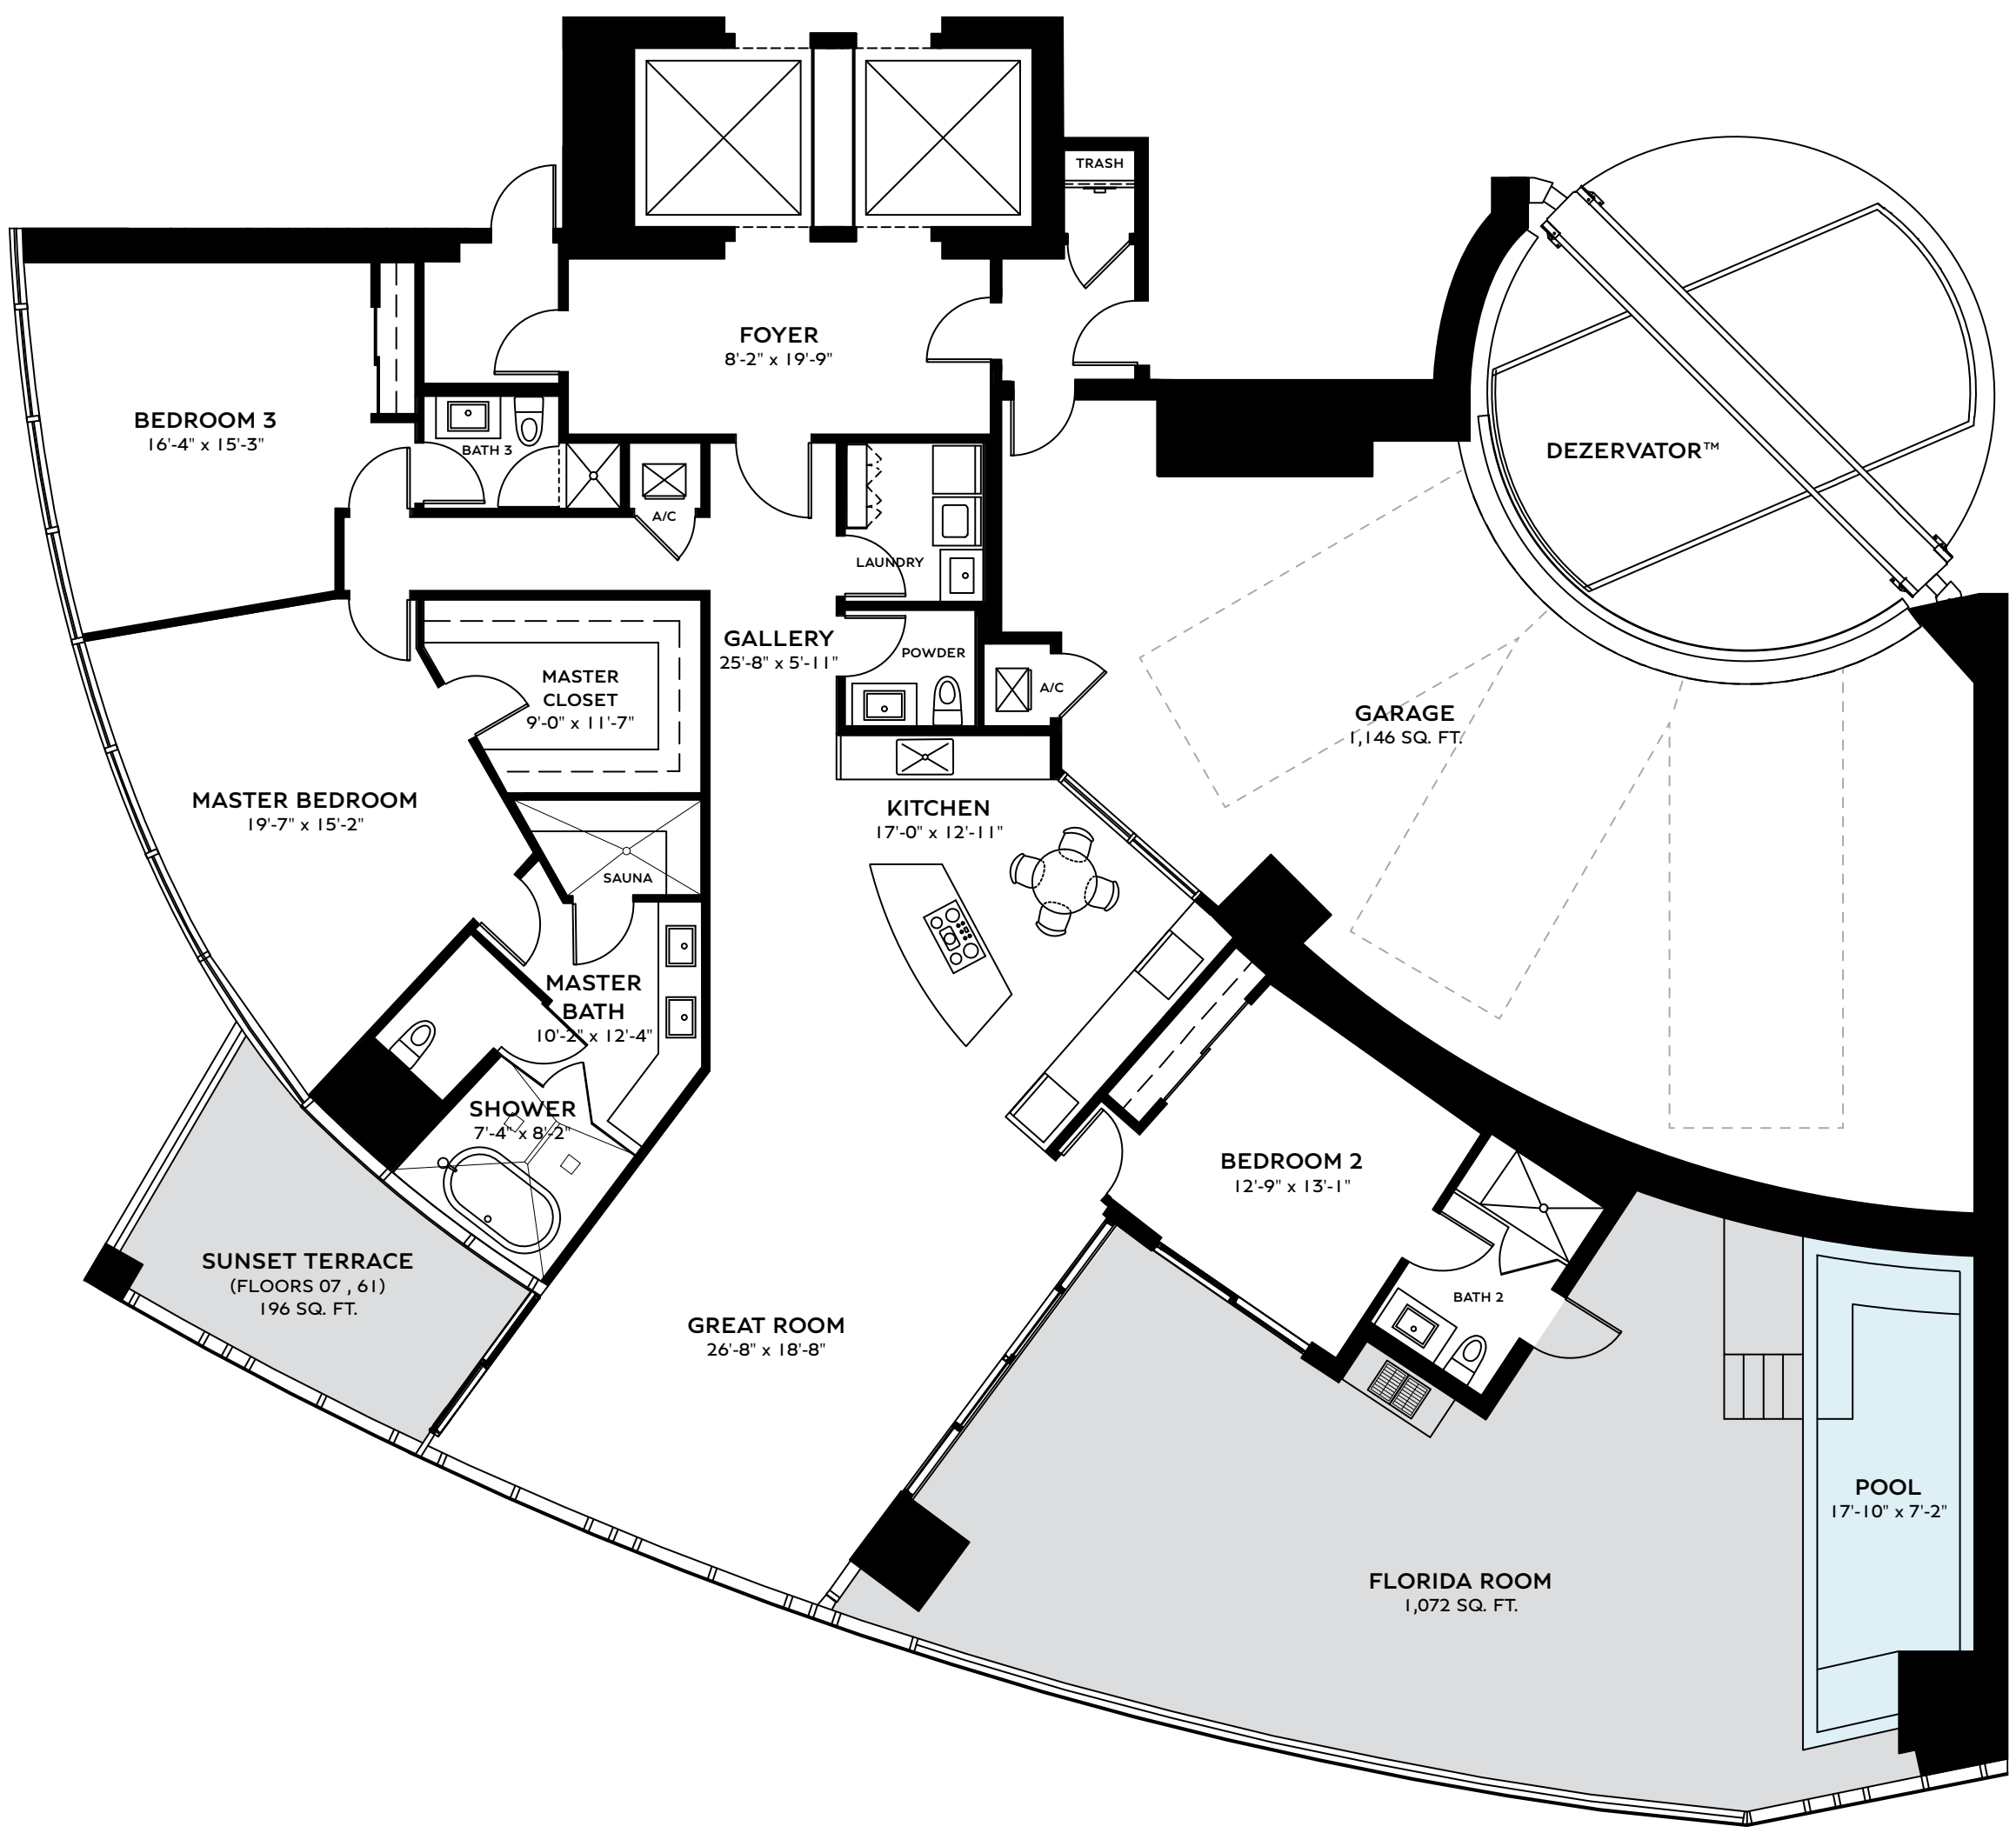 TRASH
FOYER
8'-2" x 19'-9"
BEDROOM 3
16'-4" x 15'-3"
BATH 3
DEZERVATOR™
A/C
LAUNDRY
GALLERY
25'-8" x 5'-11"
POWDER
MASTER
CLOSET
9'-0" x 11'-7"
A/C
GARAGE
1,146 SQ. FT.
MASTER BEDROOM
19'-7" x 15'-2"
KITCHEN
17'-0" x 12'-11"
SAUNA
MASTER
BATH
10'-2" x 12'-4"
SHOWER
7'-4" x 8'-2"
BEDROOM 2
12'-9" x 13'-1"
SUNSET TERRACE
(FLOORS 07 , 61)
196 SQ. FT.
BATH 2
GREAT ROOM
26'-8" x 18'-8"
POOL
17'-10" x 7'-2"
FLORIDA ROOM
1,072 SQ. FT.